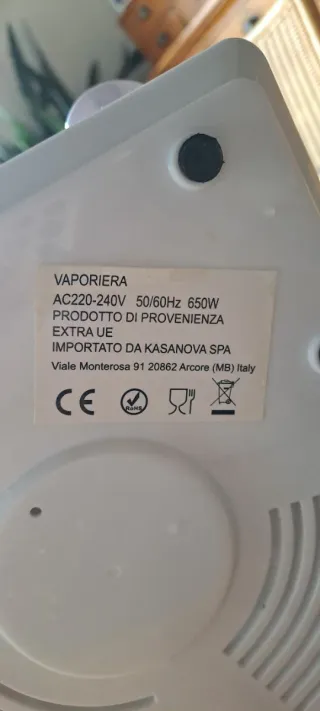 VAPORIERA
AC220-240V 50/60Hz 650W
PRODOTTO DI PROVENIENZA
EXTRA UE
IMPORTATO DA KASANOVA SPA
Viale Monterosa 91 20862 Arcore (MB) Italy
CE RoHS